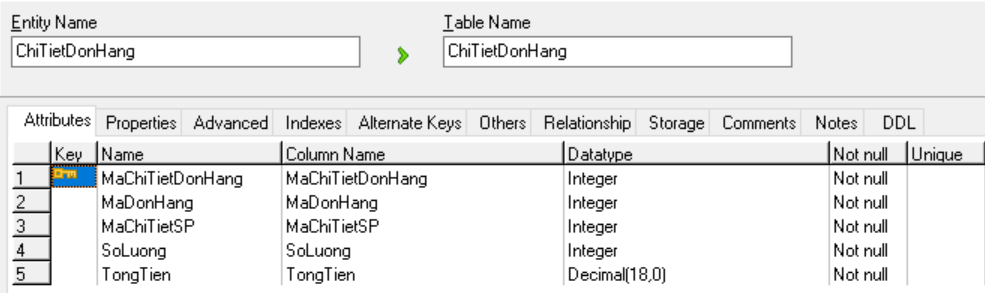 Entity Name Table Name
ChiTietDonHang ChiTietDonHang
Attributes Properties Advanced Indexes Alternate Keys Others Relationship Storage Comments Notes DDL
Key Name Column Name Datatype Not null Unique
1 MaChiTietDonHang MaChiTietDonHang Integer Not null
2 MaDonHang MaDonHang Integer Not null
3 MaChiTietSP MaChiTietSP Integer Not null
4 SoLuong SoLuong Integer Not null
5 TongTien TongTien Decimal(18,0) Not null